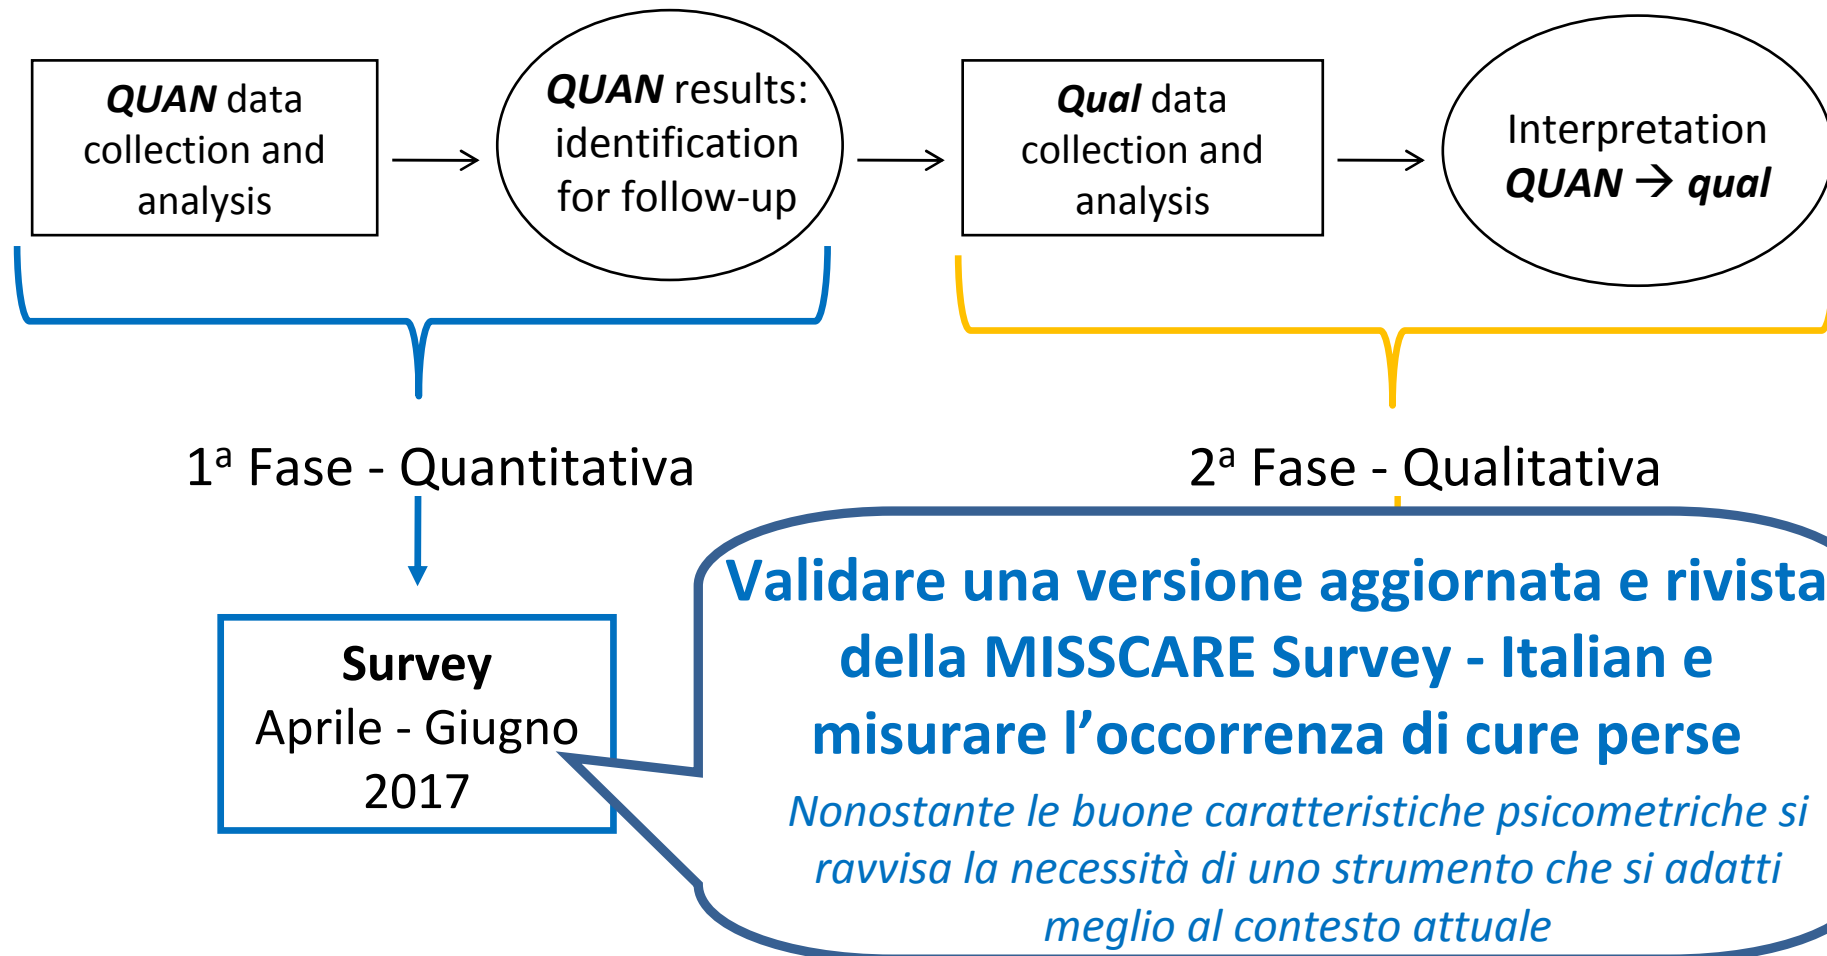 QUAN data
collection and
analysis
QUAN results:
identification
for follow-up
Qual data
collection and
analysis
Interpretation
QUAN → qual
1ª Fase - Quantitativa
2ª Fase - Qualitativa
Survey
Aprile - Giugno
2017
Validare una versione aggiornata e rivista
della MISSCARE Survey - Italian e
misurare l’occorrenza di cure perse
Nonostante le buone caratteristiche psicometriche si
ravvisa la necessità di uno strumento che si adatti
meglio al contesto attuale